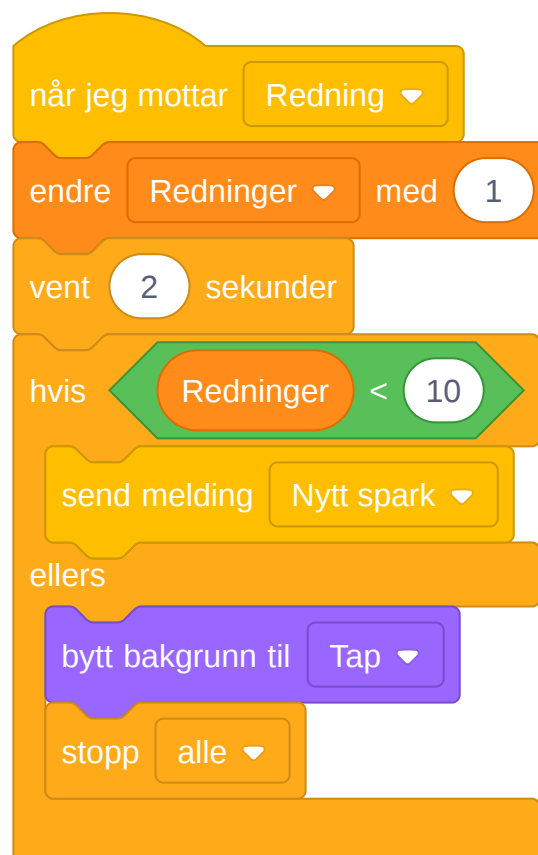 når jeg mottar Redning
endre Redninger med 1
vent 2 sekunder
hvis Redninger < 10
send melding Nytt spark
ellers
bytt bakgrunn til Tap
stopp alle